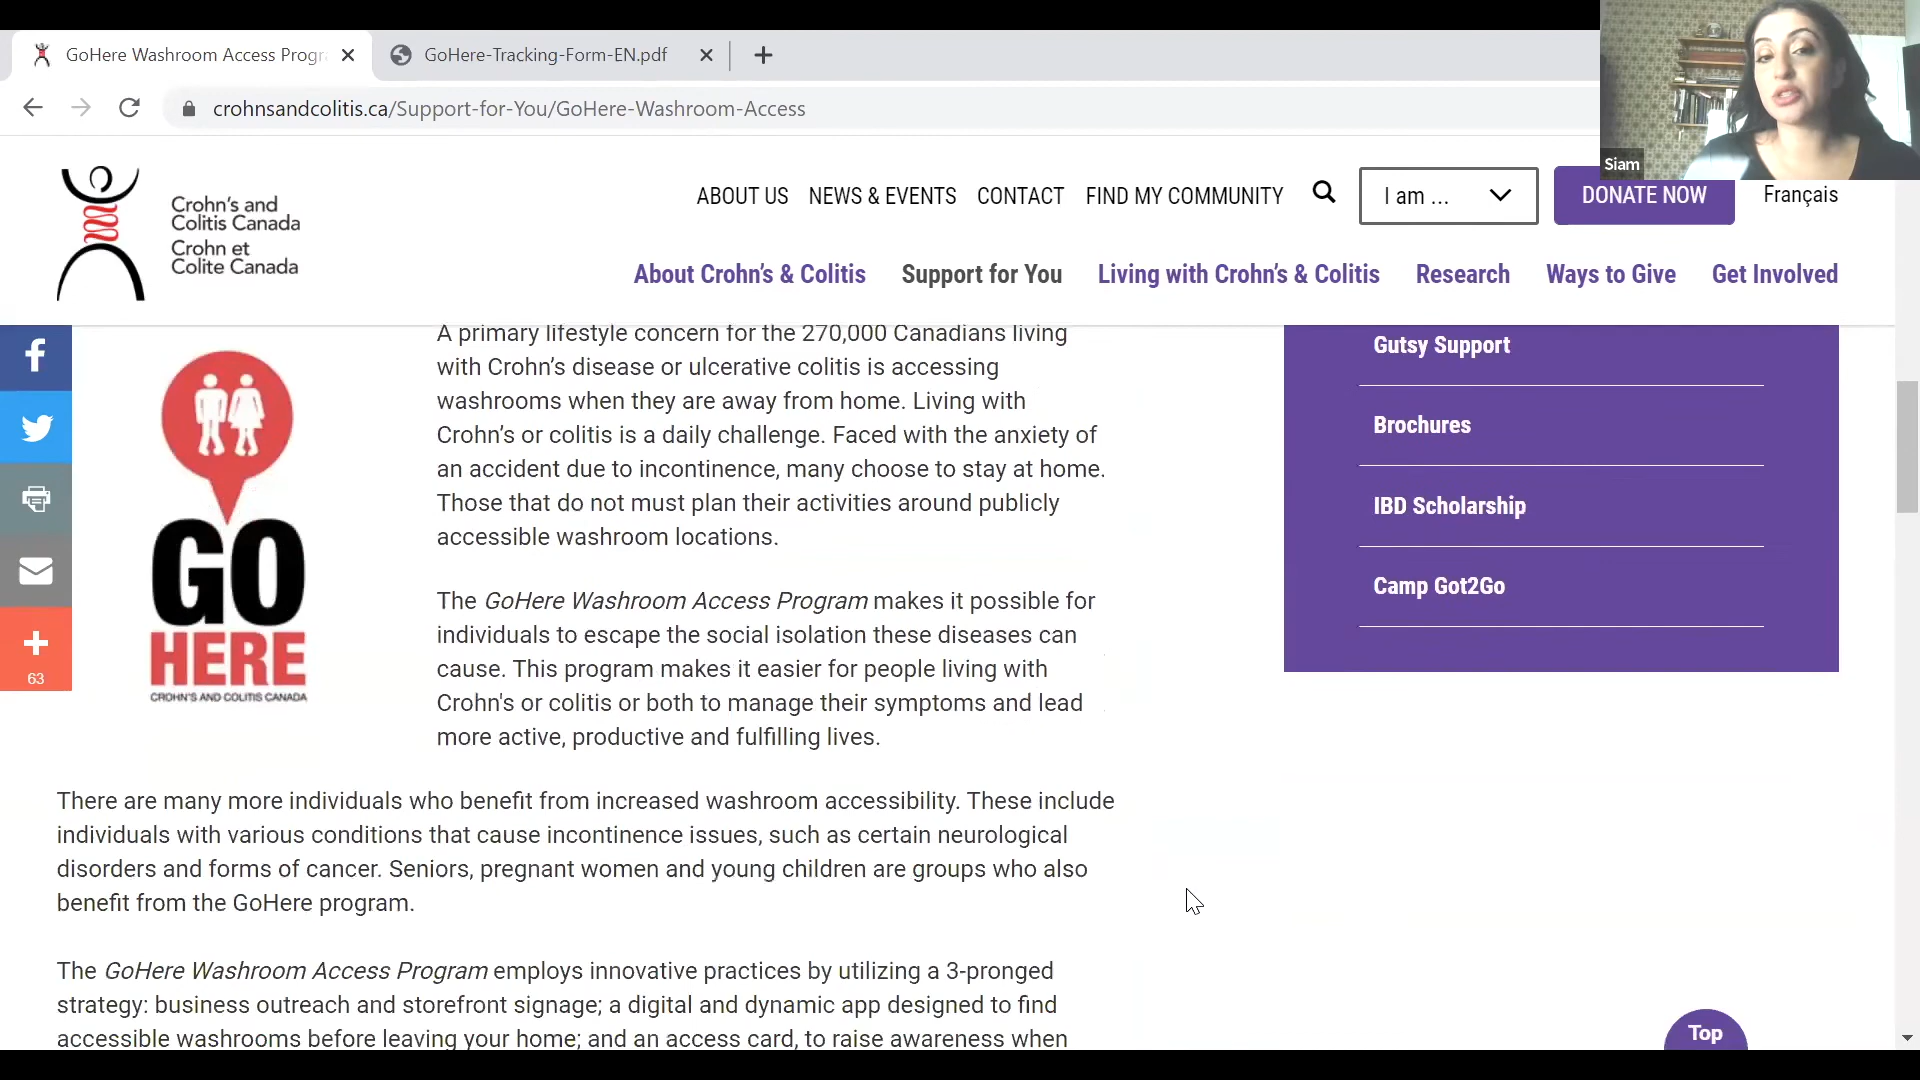 GoHere Washroom Access Progr
GoHere-Tracking-Form-EN.pdf
crohnsandcolitis.ca/Support-for-You/GoHere-Washroom-Access
Siam
Crohn's and
Colitis Canada
Crohn et
Colite Canada
ABOUT US
NEWS & EVENTS
CONTACT
FIND MY COMMUNITY
I am ...
DONATE NOW
Français
About Crohn's & Colitis
Support for You
Living with Crohn's & Colitis
Research
Ways to Give
Get Involved
63
GO
HERE
CROHN'S AND COLITIS CANADA
A primary lifestyle concern for the 270,000 Canadians living
with Crohn’s disease or ulcerative colitis is accessing
washrooms when they are away from home. Living with
Crohn’s or colitis is a daily challenge. Faced with the anxiety of
an accident due to incontinence, many choose to stay at home.
Those that do not must plan their activities around publicly
accessible washroom locations.
The GoHere Washroom Access Program makes it possible for
individuals to escape the social isolation these diseases can
cause. This program makes it easier for people living with
Crohn's or colitis or both to manage their symptoms and lead
more active, productive and fulfilling lives.
There are many more individuals who benefit from increased washroom accessibility. These include
individuals with various conditions that cause incontinence issues, such as certain neurological
disorders and forms of cancer. Seniors, pregnant women and young children are groups who also
benefit from the GoHere program.
The GoHere Washroom Access Program employs innovative practices by utilizing a 3-pronged
strategy: business outreach and storefront signage; a digital and dynamic app designed to find
accessible washrooms before leaving your home; and an access card, to raise awareness when
Gutsy Support
Brochures
IBD Scholarship
Camp Got2Go
Top